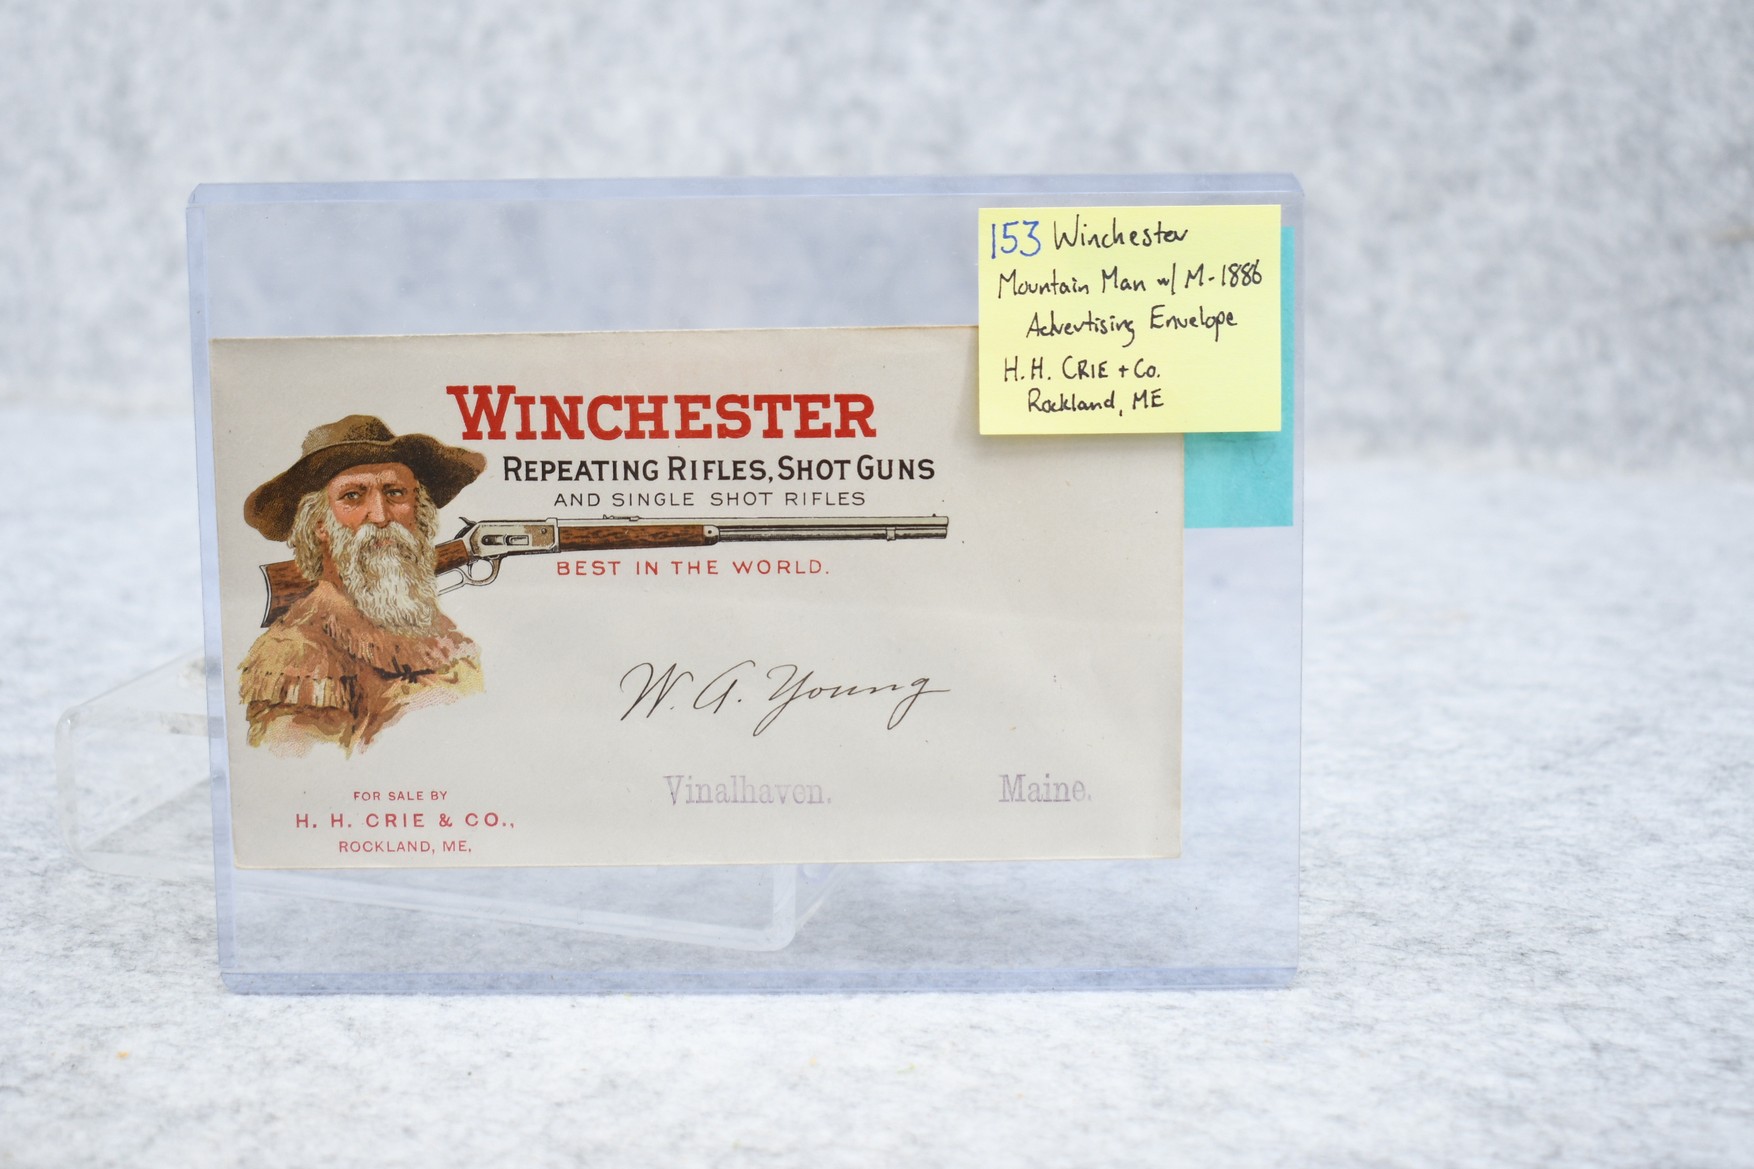 153 Winchester
Mountain Man w/ M-1886
Advertising Envelope
H.H. CRIE + Co.
Rockland, ME
WINCHESTER
REPEATING RIFLES, SHOT GUNS
AND SINGLE SHOT RIFLES
BEST IN THE WORLD.
W. A. Young
Vinalhaven. Maine.
FOR SALE BY
H. H. CRIE & CO.,
ROCKLAND, ME,